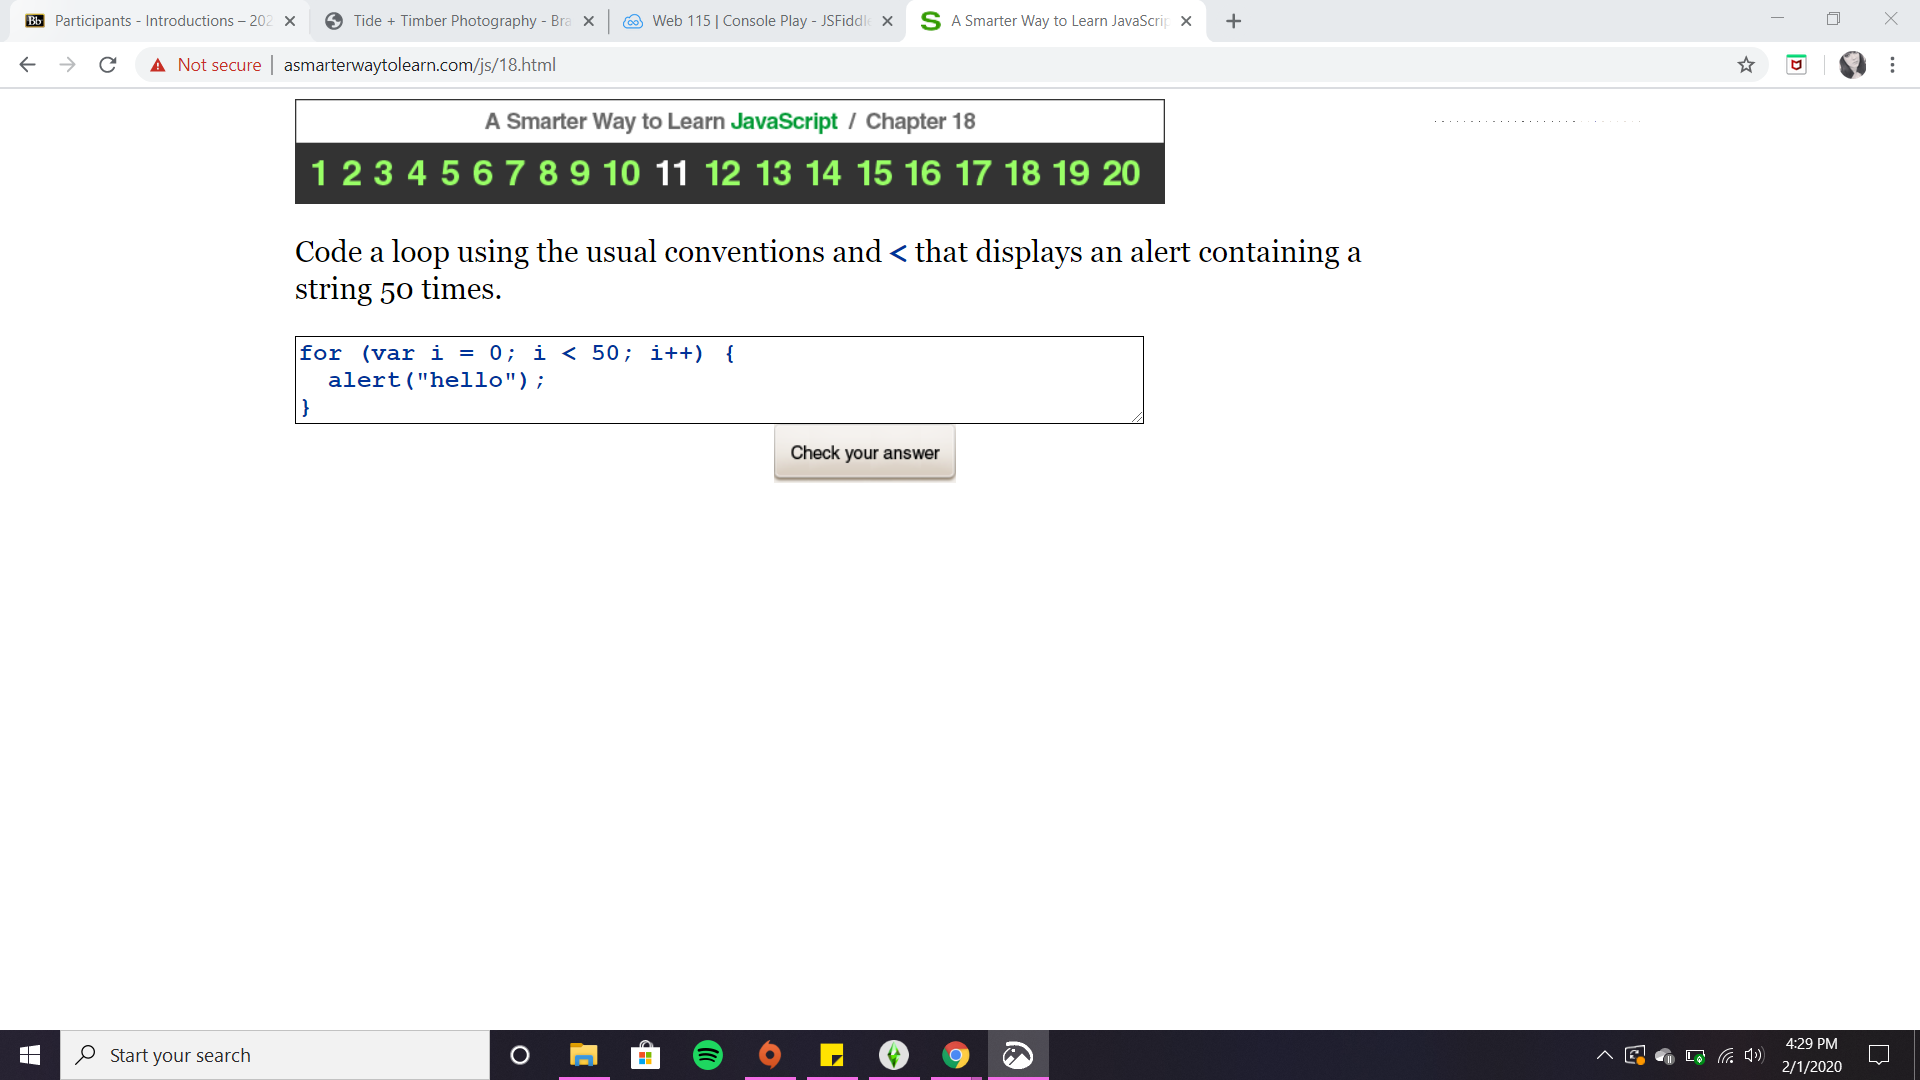 Bb Participants - Introductions – 202
Tide + Timber Photography - Bra
Web 115 | Console Play - JSFiddle
S A Smarter Way to Learn JavaScrip
Not secure | asmarterwaytolearn.com/js/18.html
A Smarter Way to Learn JavaScript / Chapter 18
1 2 3 4 5 6 7 8 9 10 11 12 13 14 15 16 17 18 19 20
Code a loop using the usual conventions and < that displays an alert containing a
string 50 times.
for (var i = 0; i < 50; i++) {
  alert("hello");
}
Check your answer
Start your search
4:29 PM
2/1/2020